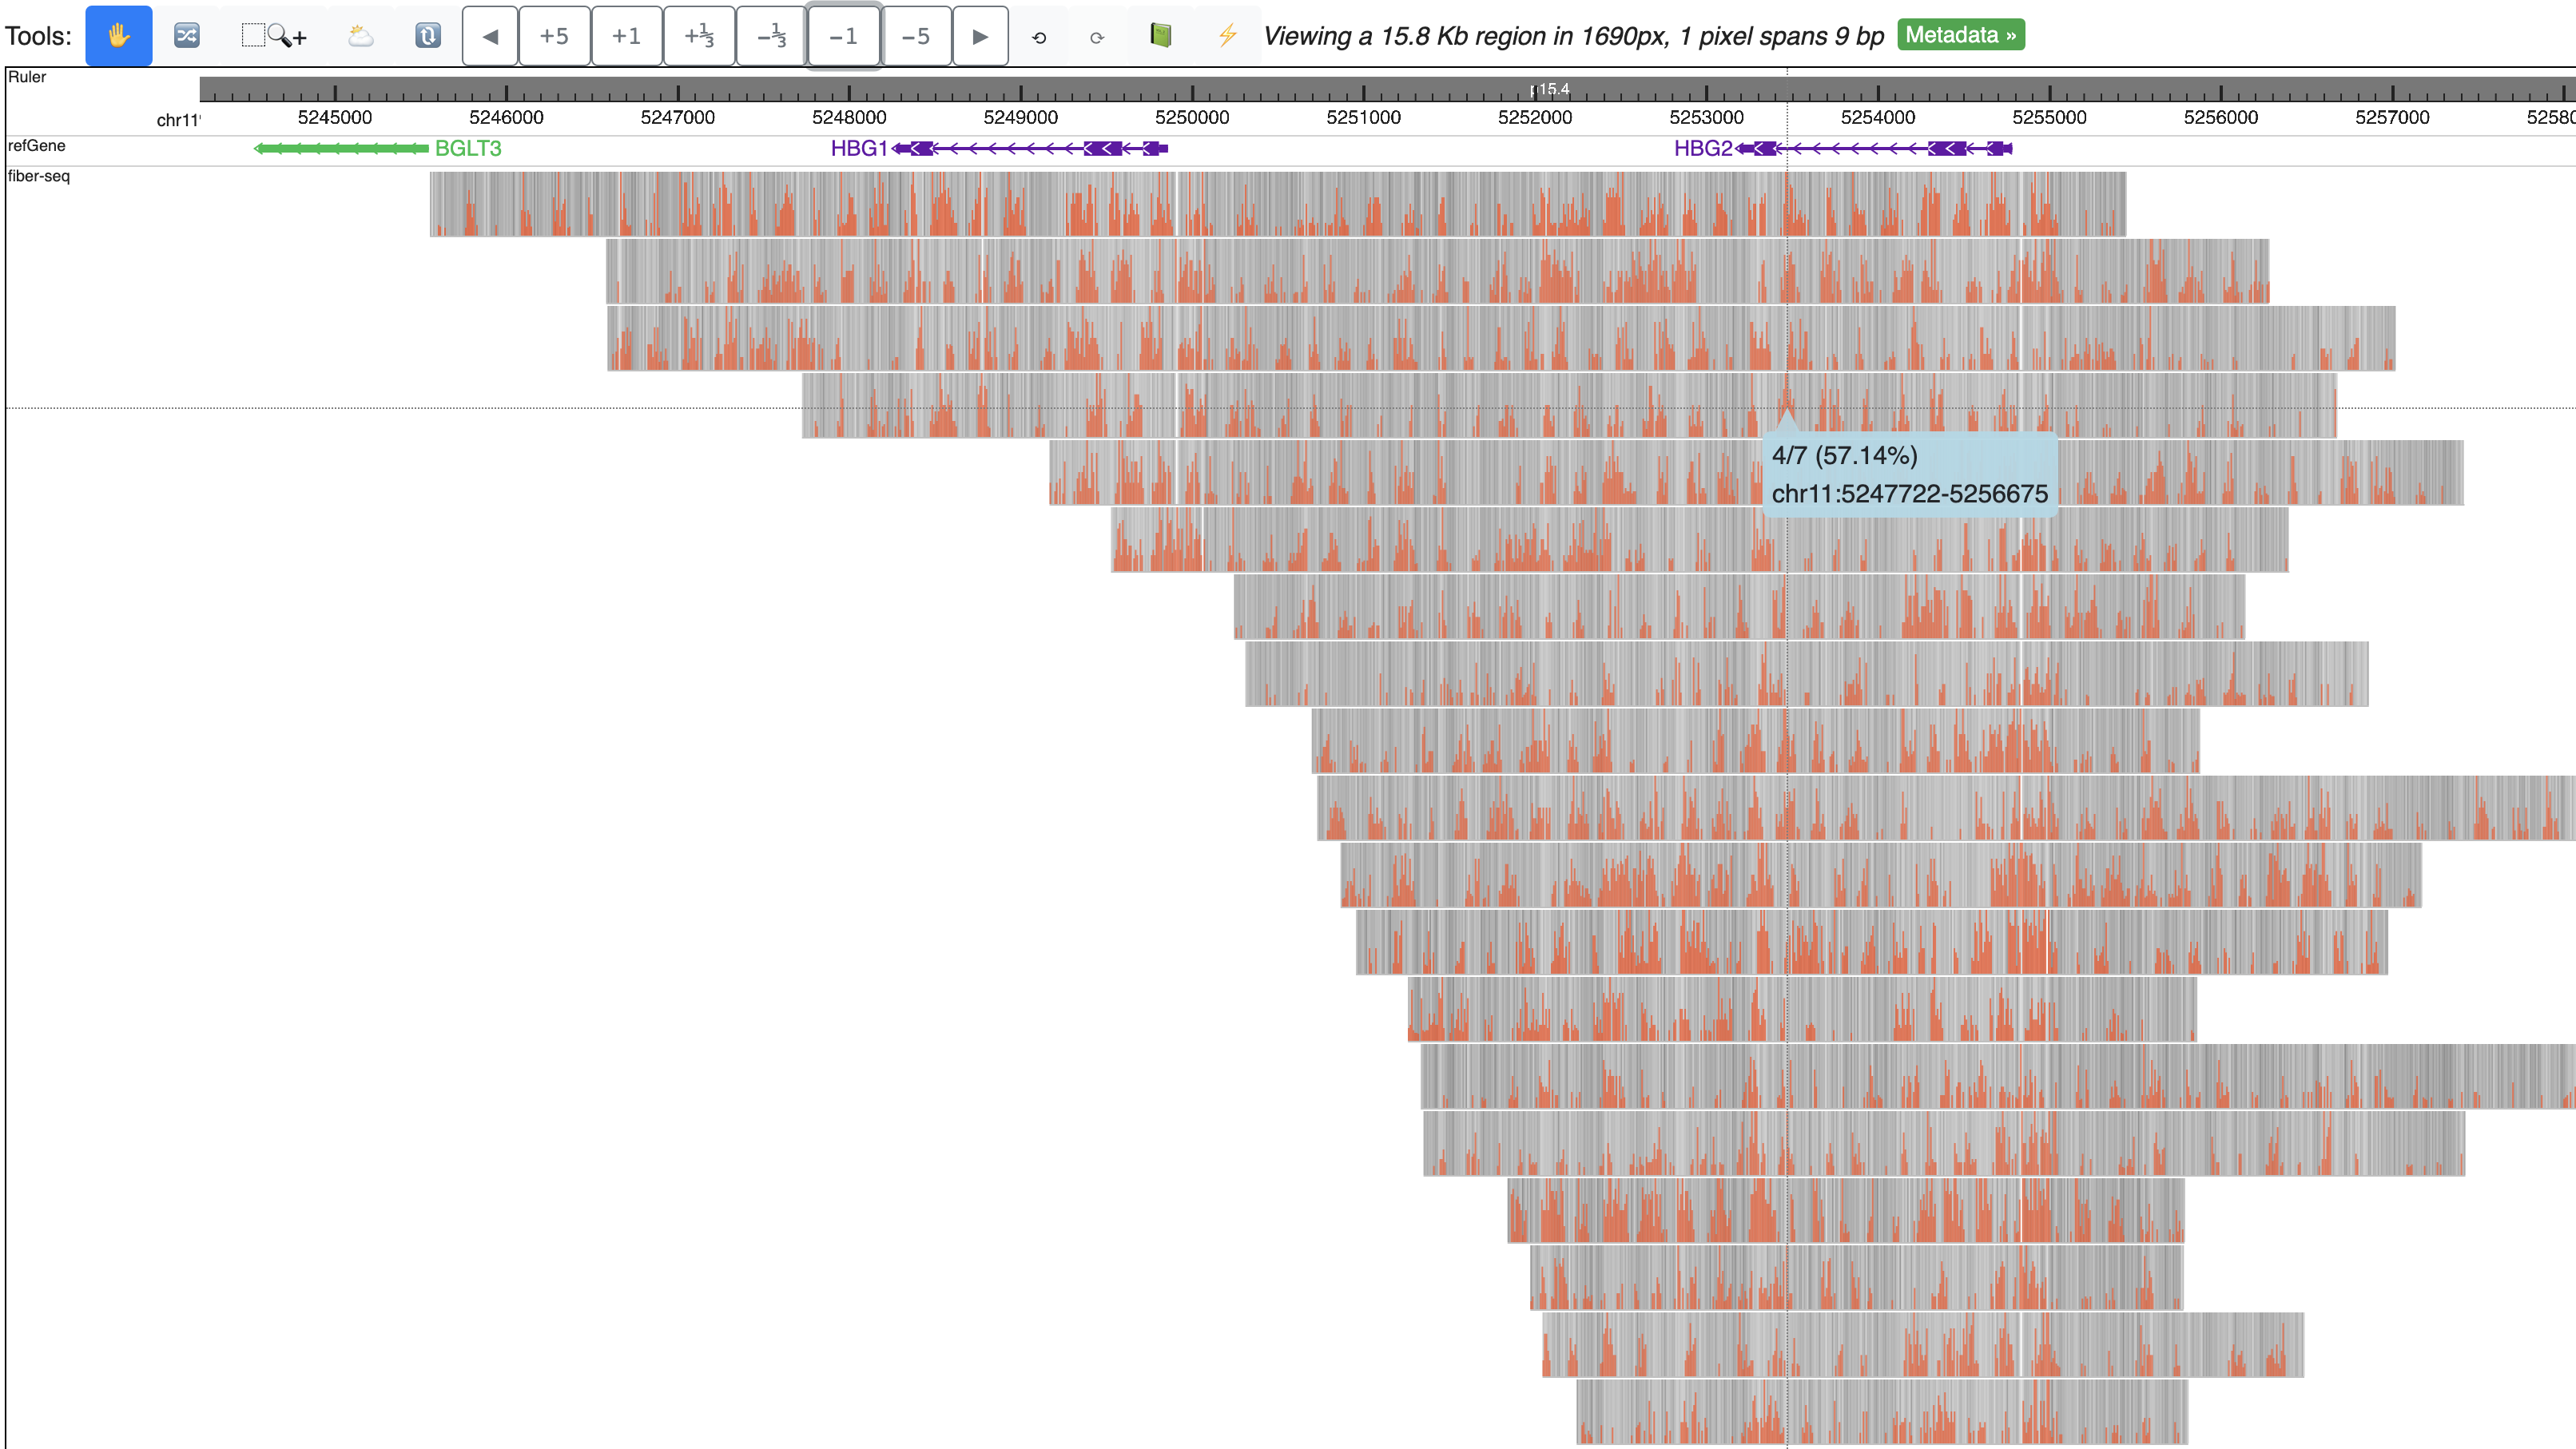 Tools: +5 +1 +⅓ −⅓ −1 −5 Viewing a 15.8 Kb region in 1690px, 1 pixel spans 9 bp Metadata »
Ruler
p15.4
chr11 5245000 5246000 5247000 5248000 5249000 5250000 5251000 5252000 5253000 5254000 5255000 5256000 5257000 5258
refGene
BGLT3 HBG1 HBG2
fiber-seq
4/7 (57.14%)
chr11:5247722-5256675